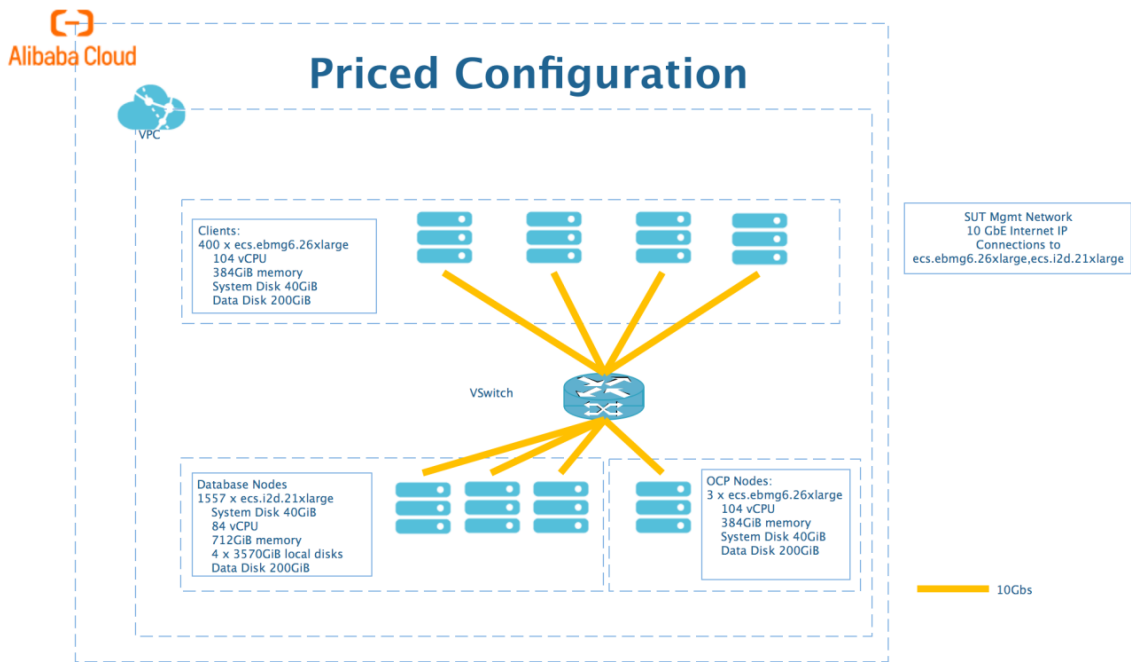 Alibaba Cloud
Priced Configuration
VPC
Clients:
400 x ecs.ebmg6.26xlarge
104 vCPU
384GiB memory
System Disk 40GiB
Data Disk 200GiB
SUT Mgmt Network
10 GbE Internet IP
Connections to
ecs.ebmg6.26xlarge,ecs.i2d.21xlarge
VSwitch
Database Nodes
1557 x ecs.i2d.21xlarge
System Disk 40GiB
84 vCPU
712GiB memory
4 x 3570GiB local disks
Data Disk 200GiB
OCP Nodes:
3 x ecs.ebmg6.26xlarge
104 vCPU
384GiB memory
System Disk 40GiB
Data Disk 200GiB
10Gbs